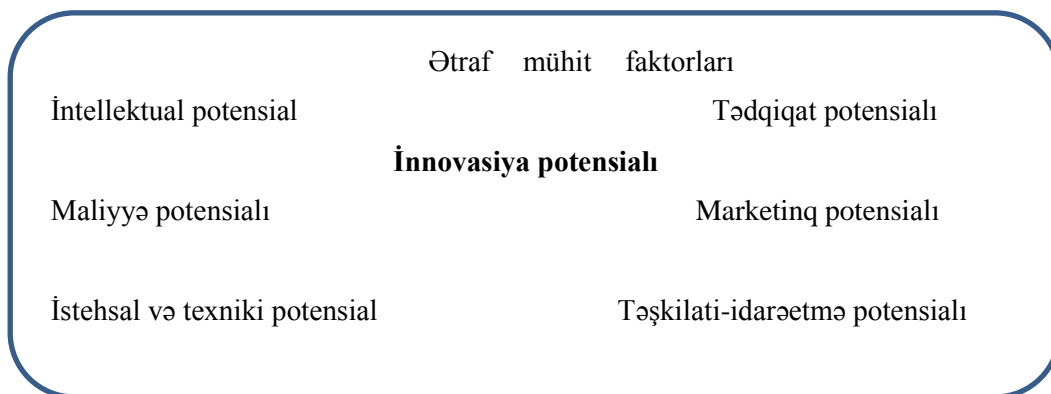 Ətraf mühit faktorları
İntellektual potensial Tədqiqat potensialı
İnnovasiya potensialı
Maliyyə potensialı Marketinq potensialı
İstehsal və texniki potensial Təşkilati-idarəetmə potensialı